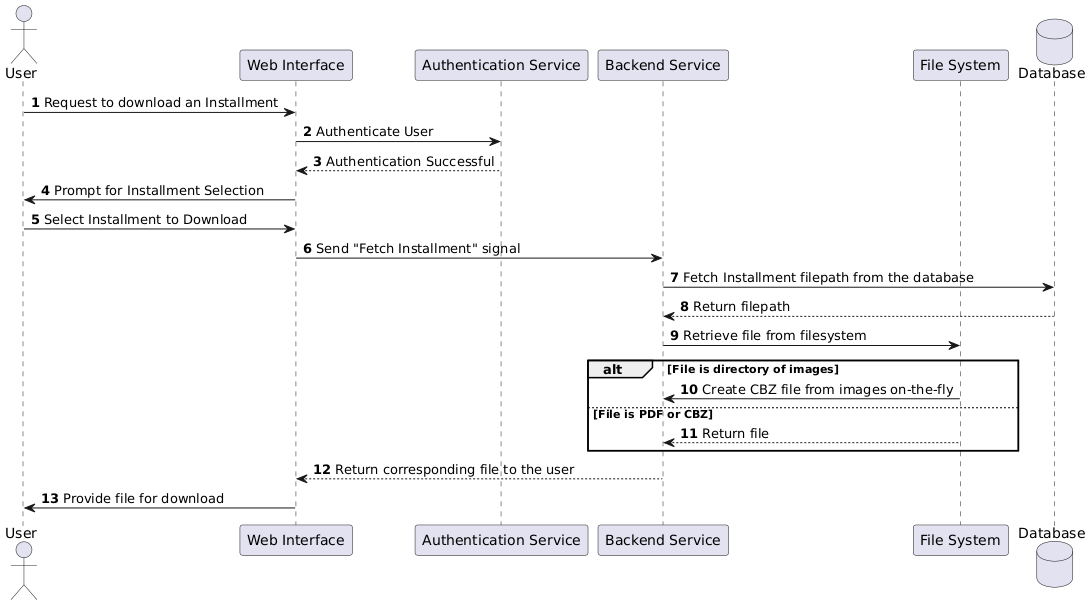 User
Web Interface
Authentication Service
Backend Service
File System
Database
1 Request to download an Installment
2 Authenticate User
3 Authentication Successful
4 Prompt for Installment Selection
5 Select Installment to Download
6 Send "Fetch Installment" signal
7 Fetch Installment filepath from the database
8 Return filepath
9 Retrieve file from filesystem
alt [File is directory of images]
10 Create CBZ file from images on-the-fly
[File is PDF or CBZ]
11 Return file
12 Return corresponding file to the user
13 Provide file for download
User
Web Interface
Authentication Service
Backend Service
File System
Database